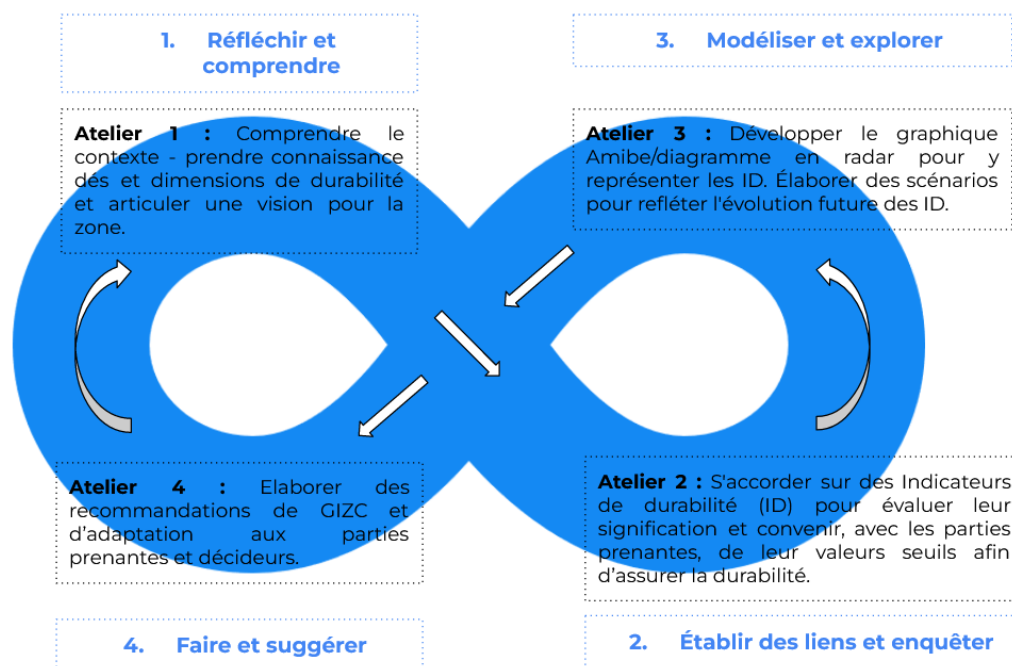 1. Réfléchir et
comprendre
Atelier 1 : Comprendre le
contexte - prendre connaissance
dés et dimensions de durabilité
et articuler une vision pour la
zone.
3. Modéliser et explorer
Atelier 3 : Développer le graphique
Amibe/diagramme en radar pour y
représenter les ID. Élaborer des scénarios
pour refléter l'évolution future des ID.
Atelier 4 : Elaborer des
recommandations de GIZC et
d’adaptation aux parties
prenantes et décideurs.
4. Faire et suggérer
Atelier 2 : S'accorder sur des Indicateurs
de durabilité (ID) pour évaluer leur
signification et convenir, avec les parties
prenantes, de leur valeurs seuils afin
d’assurer la durabilité.
2. Établir des liens et enquêter